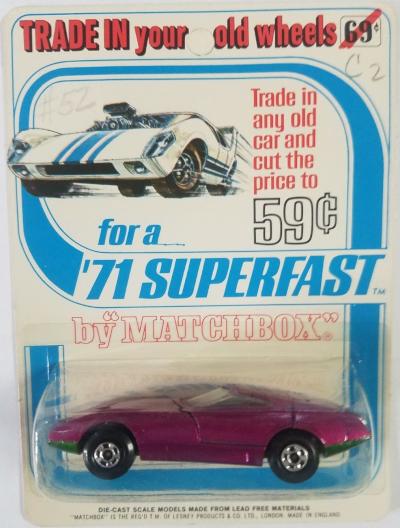 TRADE IN your old wheels 69¢
#52
C2
Trade in
any old
car and
cut the
price to
59¢
for a...
'71 SUPERFAST TM
by "MATCHBOX"®
DIE-CAST SCALE MODELS MADE FROM LEAD FREE MATERIALS
"MATCHBOX" IS THE REG'D T.M. OF LESNEY PRODUCTS & CO. LTD., LONDON. MADE IN ENGLAND